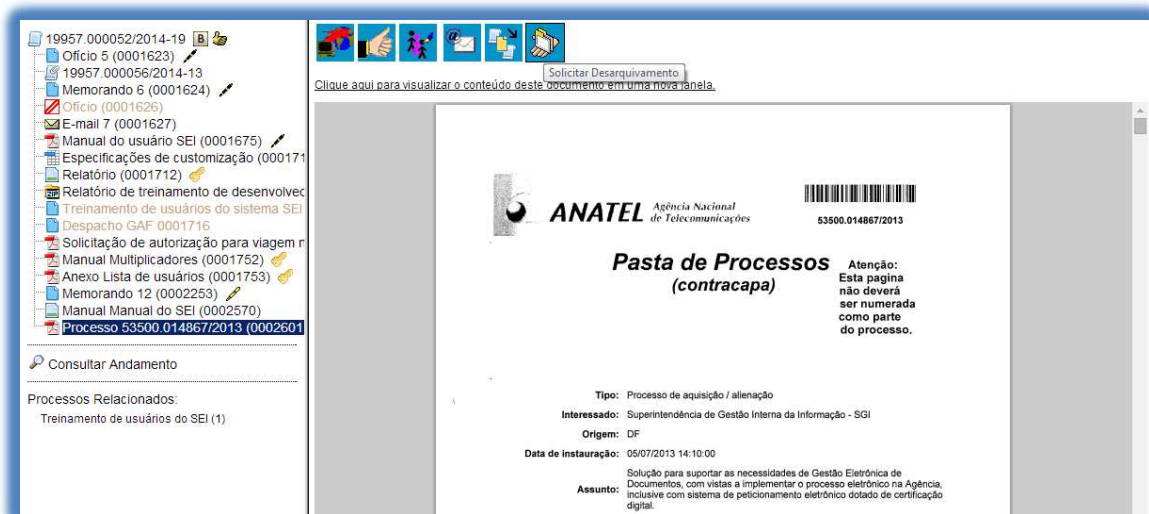 19957.000052/2014-19 B
Ofício 5 (0001623)
19957.000056/2014-13
Memorando 6 (0001624)
Ofício (0001626)
E-mail 7 (0001627)
Manual do usuário SEI (0001675)
Especificações de customização (000171
Relatório (0001712)
Relatório de treinamento de desenvolvec
Treinamento de usuários do sistema SEI
Despacho GAF 0001716
Solicitação de autorização para viagem n
Manual Multiplicadores (0001752)
Anexo Lista de usuários (0001753)
Memorando 12 (0002253)
Manual Manual do SEI (0002570)
Processo 53500.014867/2013 (0002601
Consultar Andamento
Processos Relacionados:
Treinamento de usuários do SEI (1)
Solicitar Desarquivamento
Clique aqui para visualizar o conteúdo deste documento em uma nova janela.
ANATEL Agência Nacional
de Telecomunicações
53500.014867/2013
Pasta de Processos
(contracapa)
Atenção:
Esta pagina
não deverá
ser numerada
como parte
do processo.
Tipo: Processo de aquisição / alienação
Interessado: Superintendência de Gestão Interna da Informação - SGI
Origem: DF
Data de instauração: 05/07/2013 14:10:00
Assunto: Solução para suportar as necessidades de Gestão Eletrônica de
Documentos, com vistas a implementar o processo eletrônico na Agência,
inclusive com sistema de peticionamento eletrônico dotado de certificação
digital.